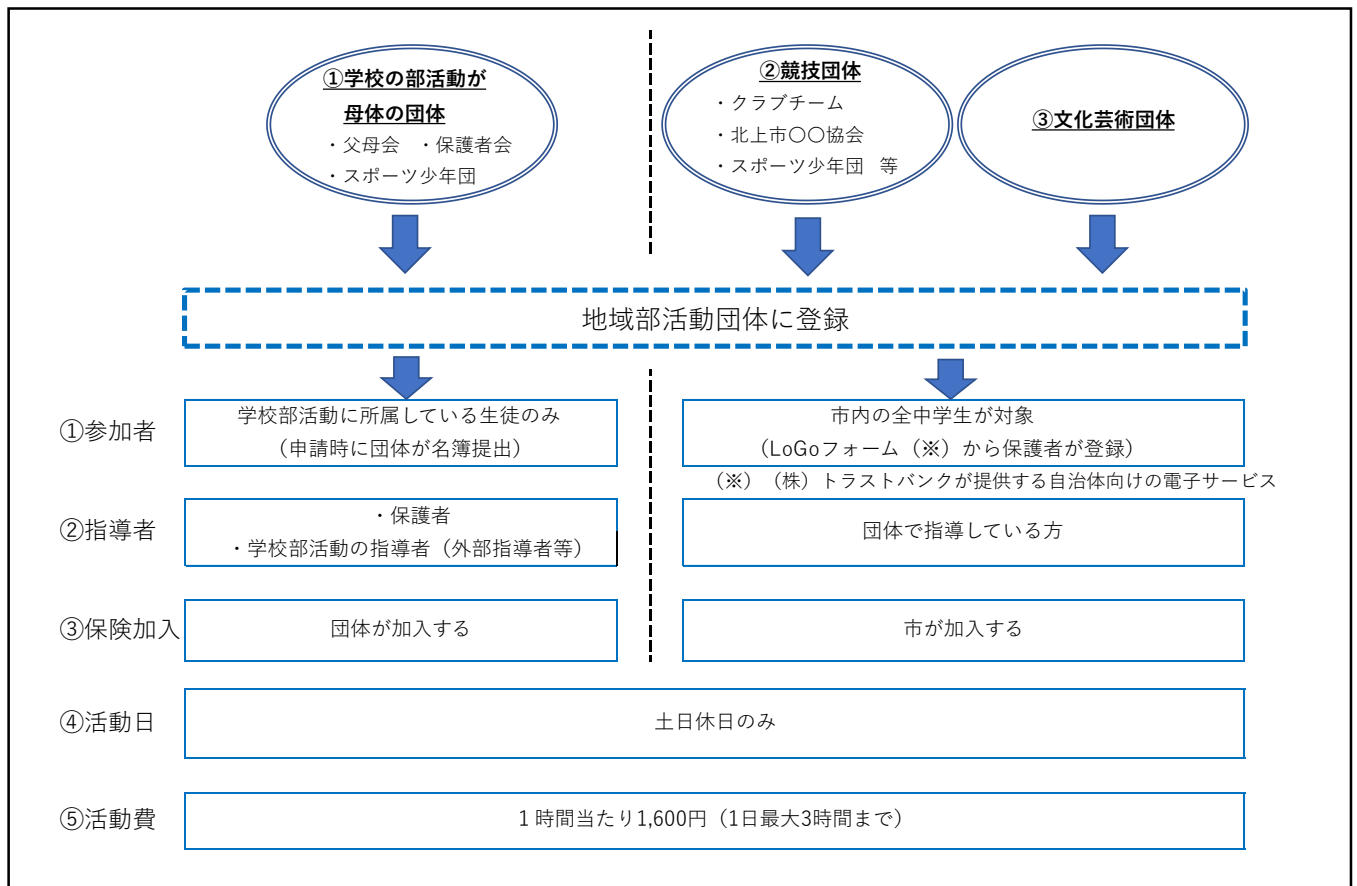 ①学校の部活動が
母体の団体
・父母会　・保護者会
・スポーツ少年団
②競技団体
・クラブチーム
・北上市〇〇協会
・スポーツ少年団　等
③文化芸術団体
地域部活動団体に登録
①参加者
学校部活動に所属している生徒のみ
（申請時に団体が名簿提出）
市内の全中学生が対象
（LoGoフォーム（※）から保護者が登録）
（※）（株）トラストバンクが提供する自治体向けの電子サービス
②指導者
・保護者
・学校部活動の指導者（外部指導者等）
団体で指導している方
③保険加入
団体が加入する
市が加入する
④活動日
土日休日のみ
⑤活動費
１時間当たり1,600円（1日最大3時間まで）